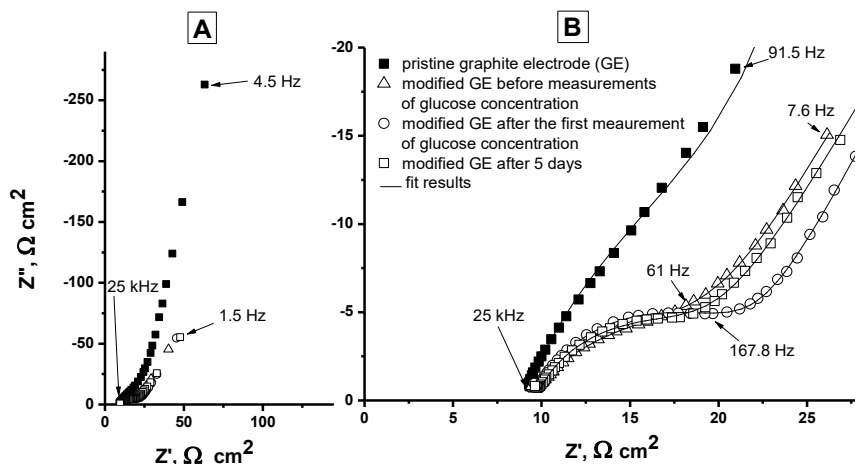 A
B
-250
-200
-150
-100
-50
0
Z", Ω cm²
0
50
100
Z', Ω cm²
4.5 Hz
25 kHz
1.5 Hz
-20
-15
-10
-5
0
0
5
10
15
20
25
Z', Ω cm²
pristine graphite electrode (GE)
modified GE before measurements
of glucose concentration
modified GE after the first meaurement
of glucose concentration
modified GE after 5 days
fit results
91.5 Hz
7.6 Hz
61 Hz
25 kHz
167.8 Hz